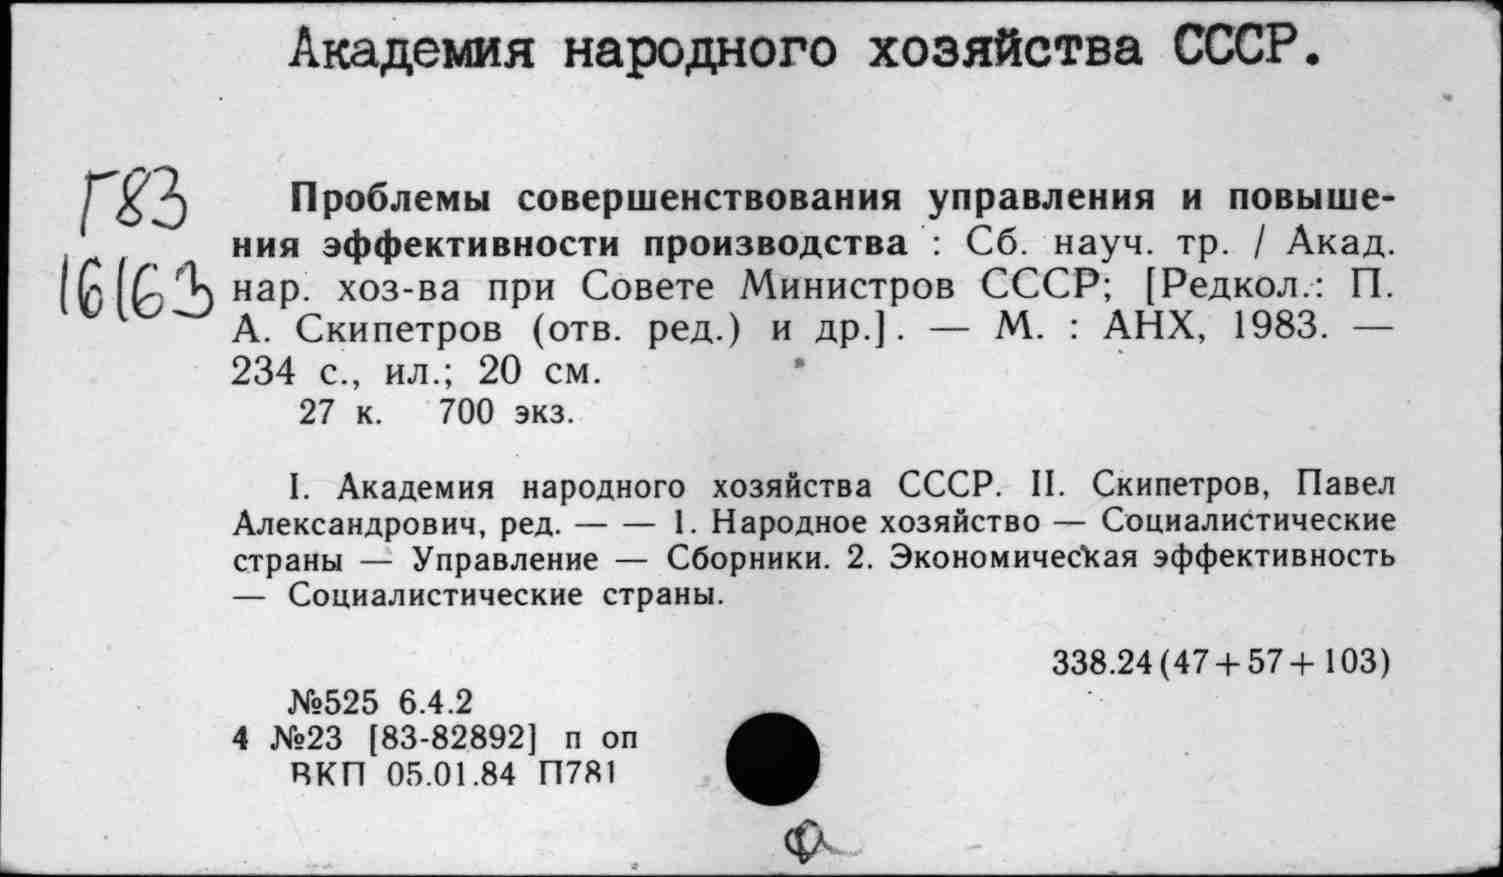 Академия народного хозяйства СССР.
Г83
16163
Проблемы совершенствования управления и повыше-
ния эффективности производства : Сб. науч. тр. / Акад.
нар. хоз-ва при Совете Министров СССР; [Редкол.: П.
А. Скипетров (отв. ред.) и др.]. — М. : АНХ, 1983. —
234 с., ил.; 20 см.
27 к. 700 экз.
I. Академия народного хозяйства СССР. II. Скипетров, Павел
Александрович, ред. — — 1. Народное хозяйство — Социалистические
страны — Управление — Сборники. 2. Экономическая эффективность
— Социалистические страны.
338.24(47+57+103)
№525 6.4.2
4 №23 [83-82892] п оп
ВКП 05.01.84 П781
Ф